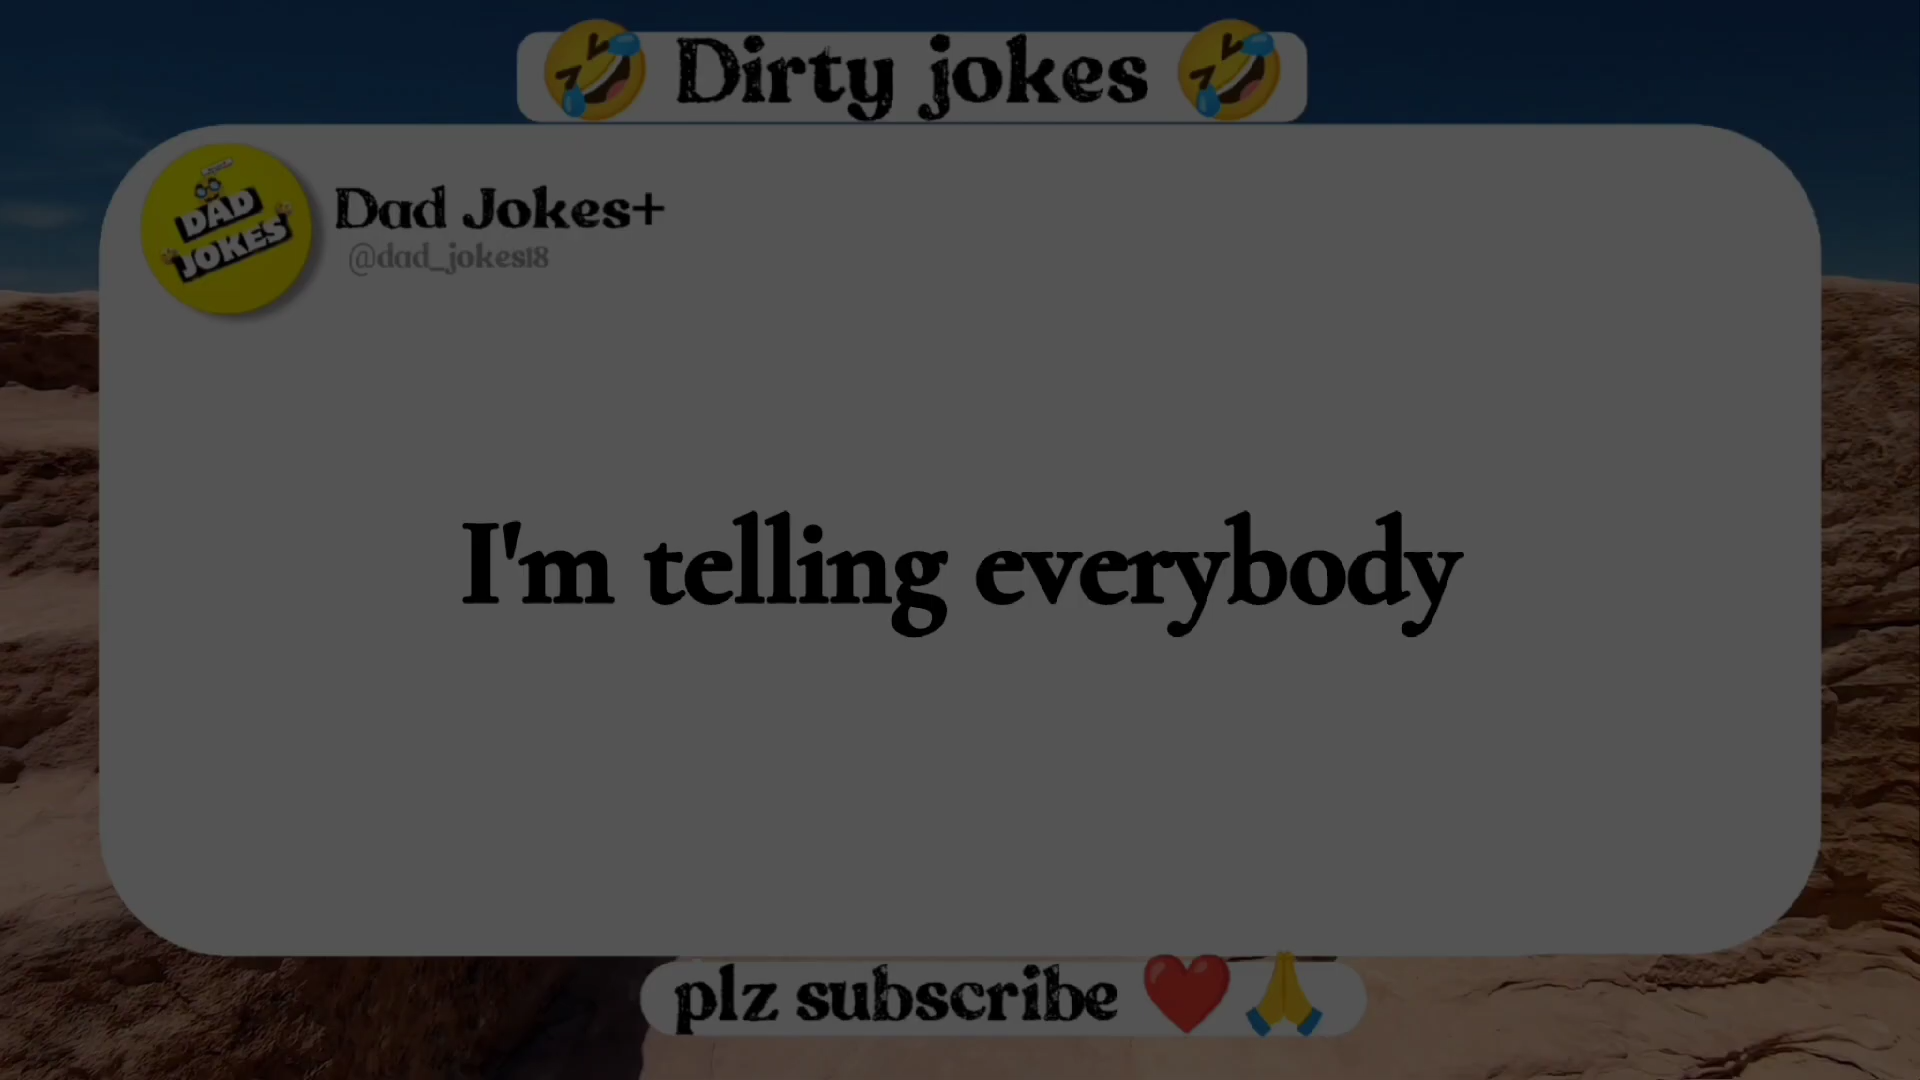 🤣 Dirty jokes 🤣
DAD
JOKES
Dad Jokes+
@dad_jokes18
I'm telling everybody
plz subscribe ❤️🙏